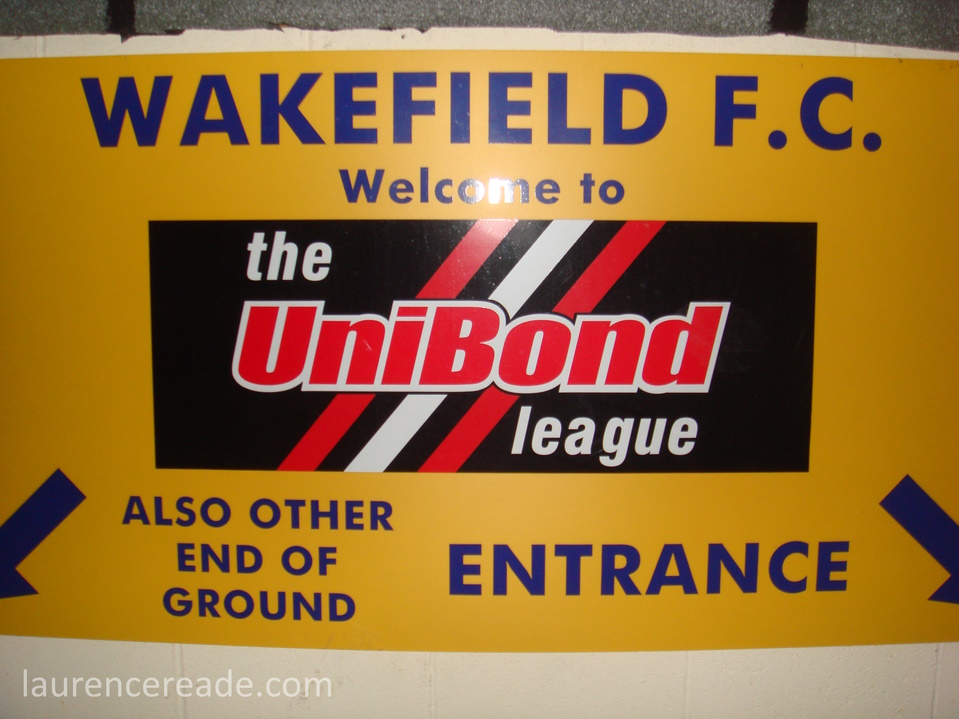 WAKEFIELD F.C.
Welcome to
the
UniBond
league
ALSO OTHER
END OF
GROUND
ENTRANCE
laurencereade.com